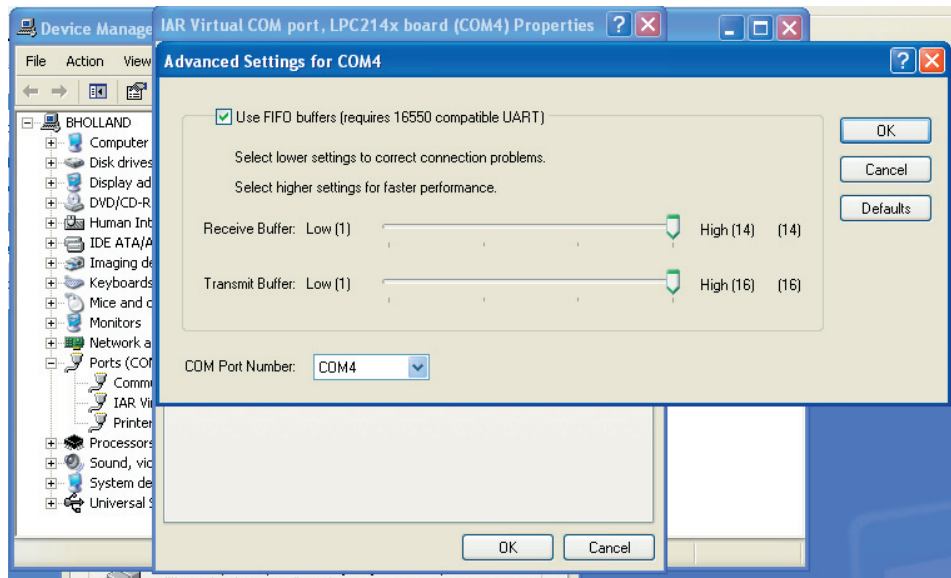 Device Manage
IAR Virtual COM port, LPC214x board (COM4) Properties
File Action View
Advanced Settings for COM4
BHOLLAND
Computer
Disk drives
Display ad
DVD/CD-R
Human Int
IDE ATA/A
Imaging de
Keyboards
Mice and o
Monitors
Network a
Ports (COM
Commu
IAR Vir
Printer
Processors
Sound, vid
System de
Universal S
Use FIFO buffers (requires 16550 compatible UART)
Select lower settings to correct connection problems.
Select higher settings for faster performance.
Receive Buffer: Low (1) High (14) (14)
Transmit Buffer: Low (1) High (16) (16)
COM Port Number: COM4
OK
Cancel
Defaults
OK Cancel